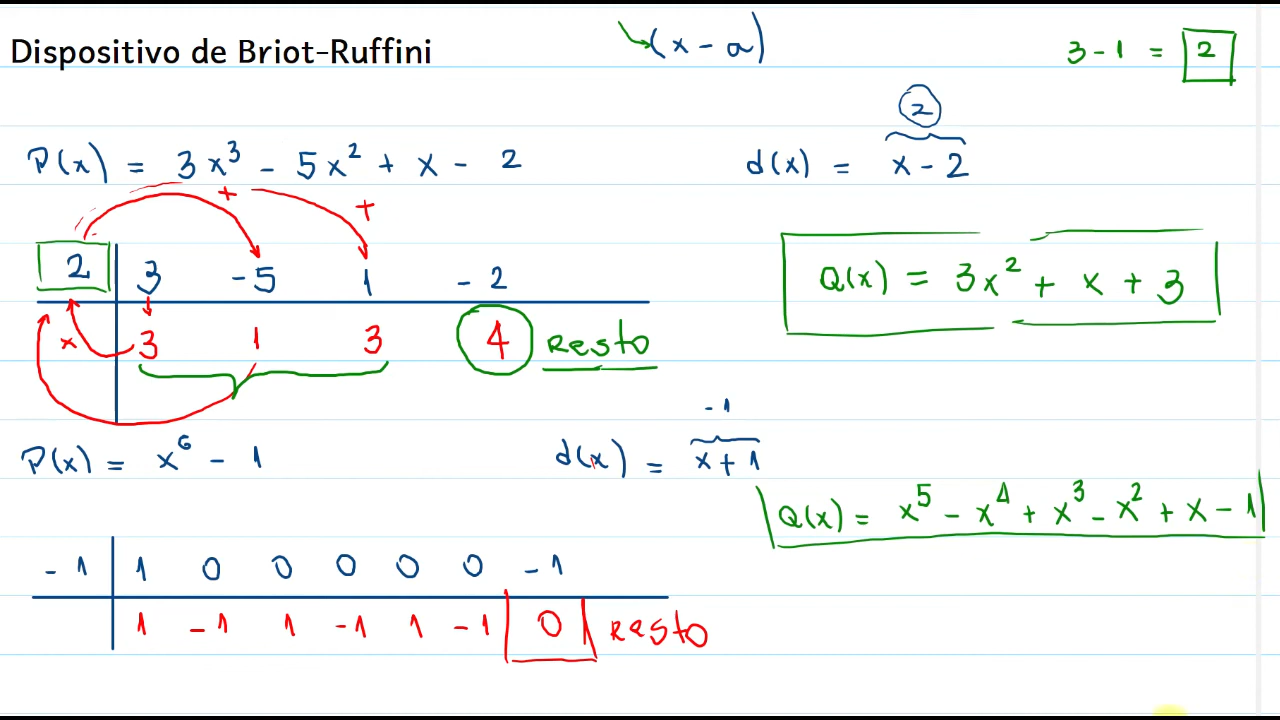 Dispositivo de Briot-Ruffini
(x - a)
3 - 1 = 2
2
P(x) = 3x³ - 5x² + x - 2
d(x) = x - 2
+ +
2 3 -5 1 -2
Q(x) = 3x² + x + 3
x 3 1 3 4 Resto
-1
P(x) = x⁶ - 1
d(x) = x + 1
Q(x) = x⁵ - x⁴ + x³ - x² + x - 1
-1 1 0 0 0 0 0 -1
1 -1 1 -1 1 -1 0 Resto